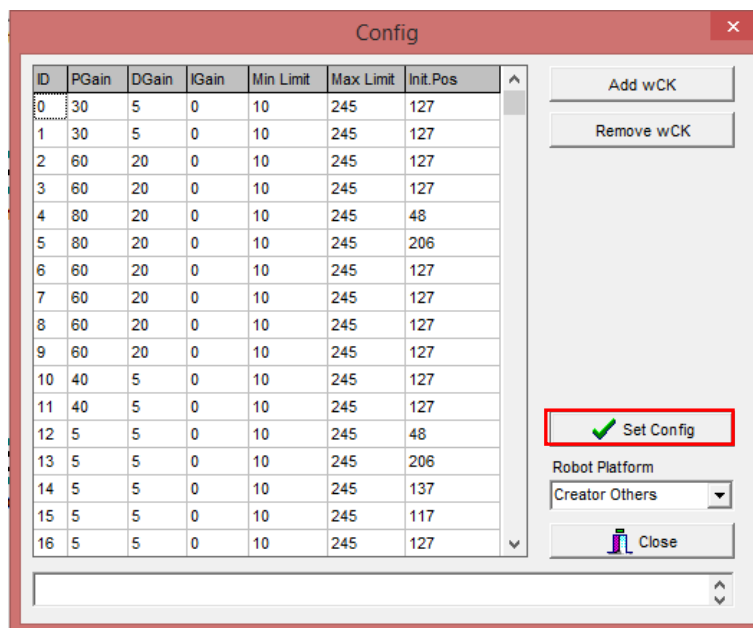 Config
ID PGain DGain IGain Min Limit Max Limit Init.Pos
0 30 5 0 10 245 127
1 30 5 0 10 245 127
2 60 20 0 10 245 127
3 60 20 0 10 245 127
4 80 20 0 10 245 48
5 80 20 0 10 245 206
6 60 20 0 10 245 127
7 60 20 0 10 245 127
8 60 20 0 10 245 127
9 60 20 0 10 245 127
10 40 5 0 10 245 127
11 40 5 0 10 245 127
12 5 5 0 10 245 48
13 5 5 0 10 245 206
14 5 5 0 10 245 137
15 5 5 0 10 245 117
16 5 5 0 10 245 127
Add wCK
Remove wCK
Set Config
Robot Platform
Creator Others
Close